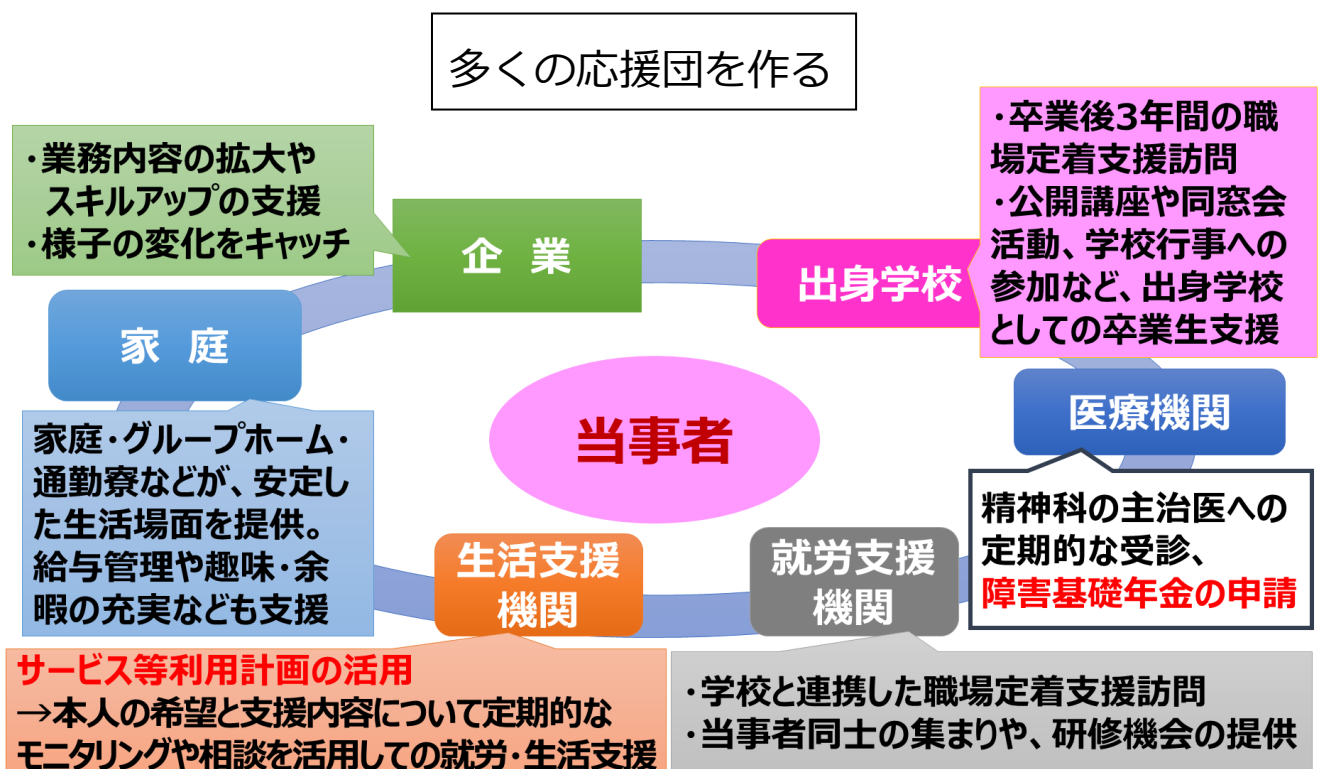 多くの応援団を作る
・業務内容の拡大や
スキルアップの支援
・様子の変化をキャッチ
企 業
出身学校
・卒業後3年間の職
場定着支援訪問
・公開講座や同窓会
活動、学校行事への
参加など、出身学校
としての卒業生支援
家 庭
家庭・グループホーム・
通勤寮などが、安定し
た生活場面を提供。
給与管理や趣味・余
暇の充実なども支援
当事者
医療機関
精神科の主治医への
定期的な受診、
障害基礎年金の申請
生活支援
機関
サービス等利用計画の活用
→本人の希望と支援内容について定期的な
モニタリングや相談を活用しての就労・生活支援
就労支援
機関
・学校と連携した職場定着支援訪問
・当事者同士の集まりや、研修機会の提供